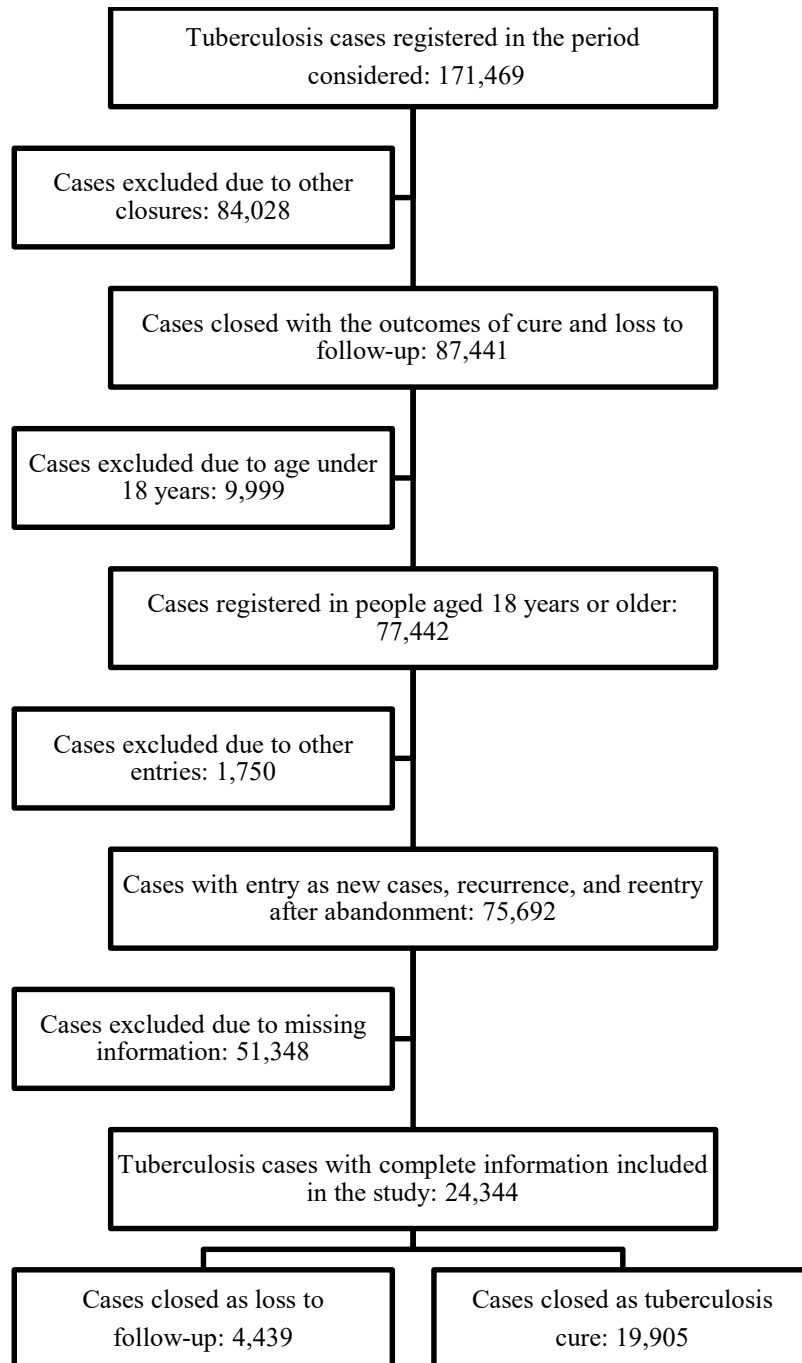 Tuberculosis cases registered in the period
considered: 171,469
Cases excluded due to other
closures: 84,028
Cases closed with the outcomes of cure and loss to
follow-up: 87,441
Cases excluded due to age under
18 years: 9,999
Cases registered in people aged 18 years or older:
77,442
Cases excluded due to other
entries: 1,750
Cases with entry as new cases, recurrence, and reentry
after abandonment: 75,692
Cases excluded due to missing
information: 51,348
Tuberculosis cases with complete information included
in the study: 24,344
Cases closed as loss to
follow-up: 4,439
Cases closed as tuberculosis
cure: 19,905